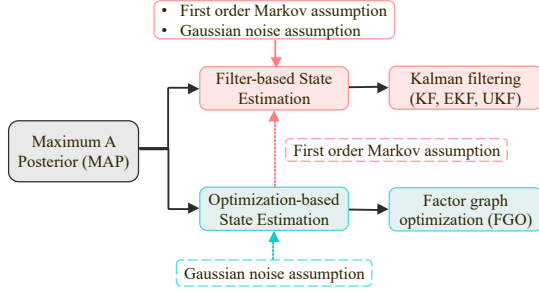 • First order Markov assumption
• Gaussian noise assumption
Filter-based State
Estimation
Kalman filtering
(KF, EKF, UKF)
Maximum A
Posterior (MAP)
First order Markov assumption
Optimization-based
State Estimation
Factor graph
optimization (FGO)
Gaussian noise assumption